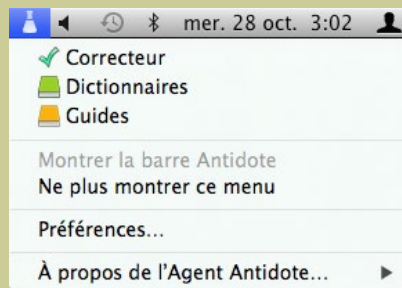 mer. 28 oct. 3:02
Correcteur
Dictionnaires
Guides
Montrer la barre Antidote
Ne plus montrer ce menu
Préférences...
À propos de l'Agent Antidote...